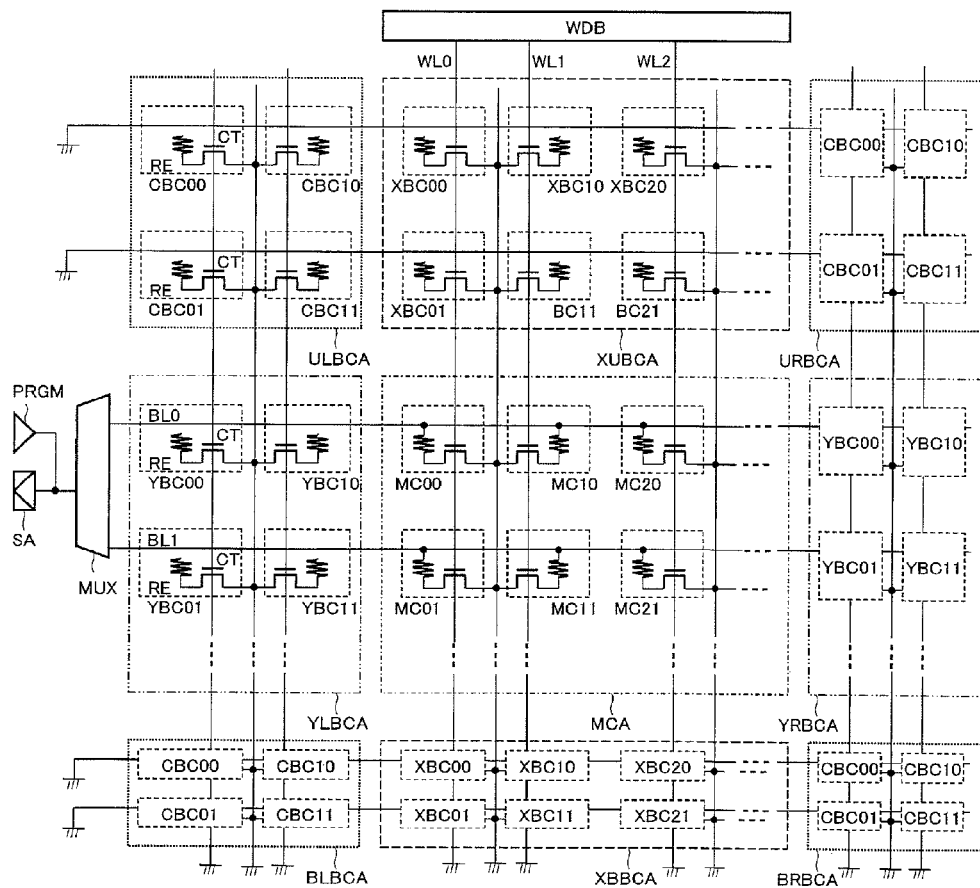 WDB
WL0 WL1 WL2
CT
RE
CBC00 CBC10 XBC00 XBC10 XBC20 CBC00 CBC10
CT
RE
CBC01 CBC11 XBC01 BC11 BC21 CBC01 CBC11
ULBCA XUBCA URBCA
PRGM
BL0
CT
RE
YBC00 YBC10 MC00 MC10 MC20 YBC00 YBC10
SA
MUX
BL1
CT
RE
YBC01 YBC11 MC01 MC11 MC21 YBC01 YBC11
YLBCA MCA YRBCA
CBC00 CBC10 XBC00 XBC10 XBC20 CBC00 CBC10
CBC01 CBC11 XBC01 XBC11 XBC21 CBC01 CBC11
BLBCA XBBCA BRBCA